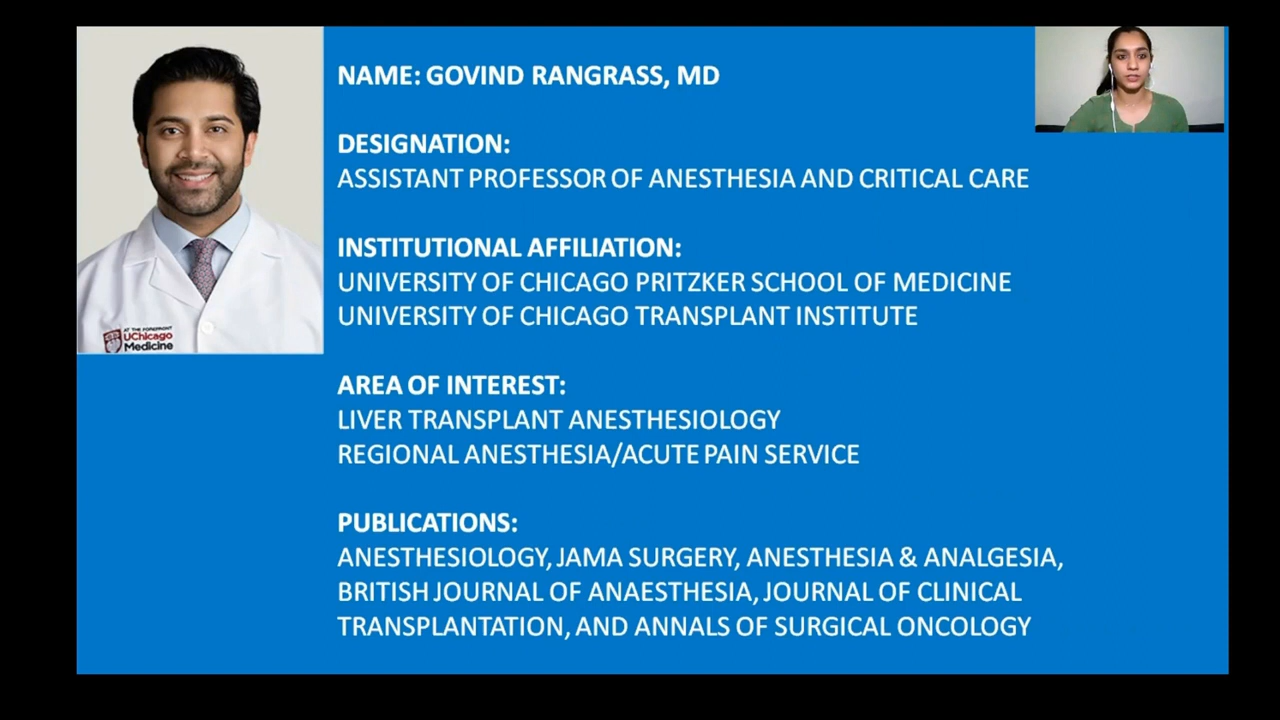 NAME: GOVIND RANGRASS, MD
DESIGNATION:
ASSISTANT PROFESSOR OF ANESTHESIA AND CRITICAL CARE
INSTITUTIONAL AFFILIATION:
UNIVERSITY OF CHICAGO PRITZKER SCHOOL OF MEDICINE
UNIVERSITY OF CHICAGO TRANSPLANT INSTITUTE
AREA OF INTEREST:
LIVER TRANSPLANT ANESTHESIOLOGY
REGIONAL ANESTHESIA/ACUTE PAIN SERVICE
PUBLICATIONS:
ANESTHESIOLOGY, JAMA SURGERY, ANESTHESIA & ANALGESIA,
BRITISH JOURNAL OF ANAESTHESIA, JOURNAL OF CLINICAL
TRANSPLANTATION, AND ANNALS OF SURGICAL ONCOLOGY
AT THE FOREFRONT
UChicago
Medicine